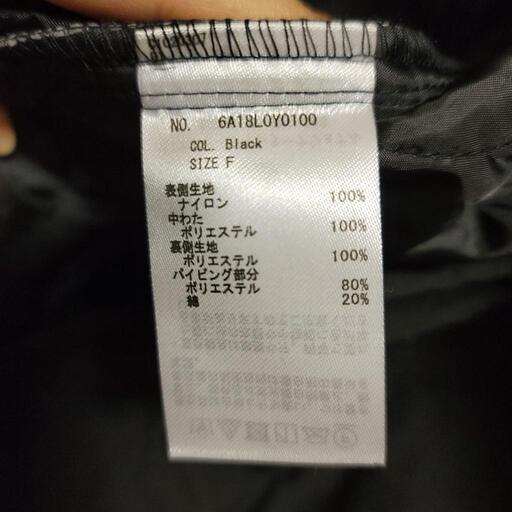 NO. 6A18L0Y0100
COL. Black
SIZE F
表側生地
ナイロン 100%
中わた
ポリエステル 100%
裏側生地
ポリエステル 100%
パイピング部分
ポリエステル 80%
綿 20%